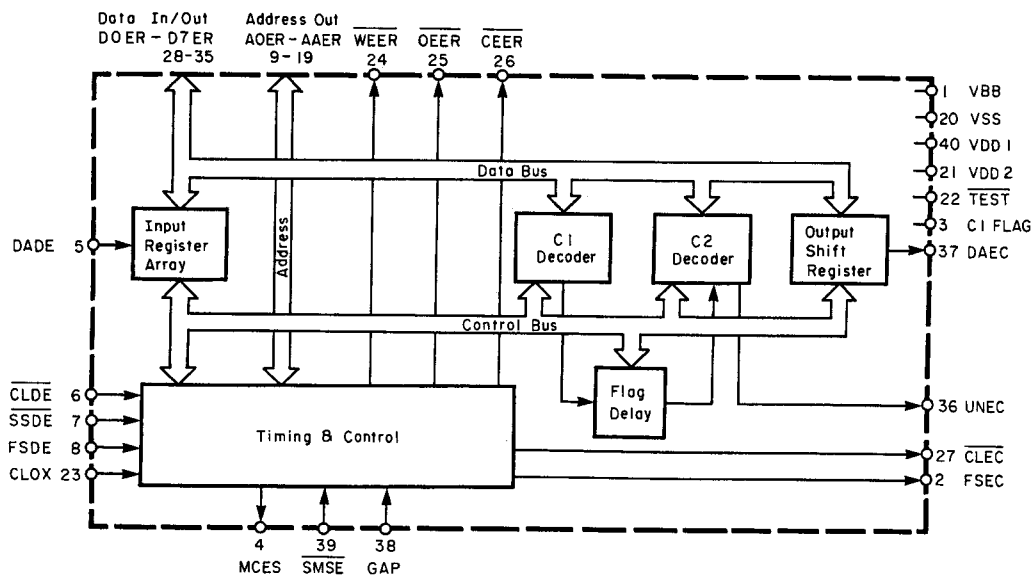 Data In/Out
DOER-D7ER
28-35
Address Out
AOER-AAER
9-19
WEER
24
OEER
25
CEER
26
1 VBB
20 VSS
40 VDD 1
21 VDD 2
22 TEST
3 C1 FLAG
37 DAEC
Data Bus
DADE 5
Input
Register
Array
Address
C1
Decoder
C2
Decoder
Output
Shift
Register
Control Bus
Flag
Delay
CLDE 6
SSDE 7
FSDE 8
CLOX 23
Timing & Control
36 UNEC
27 CLEC
2 FSEC
4
MCES
39
SMSE
38
GAP